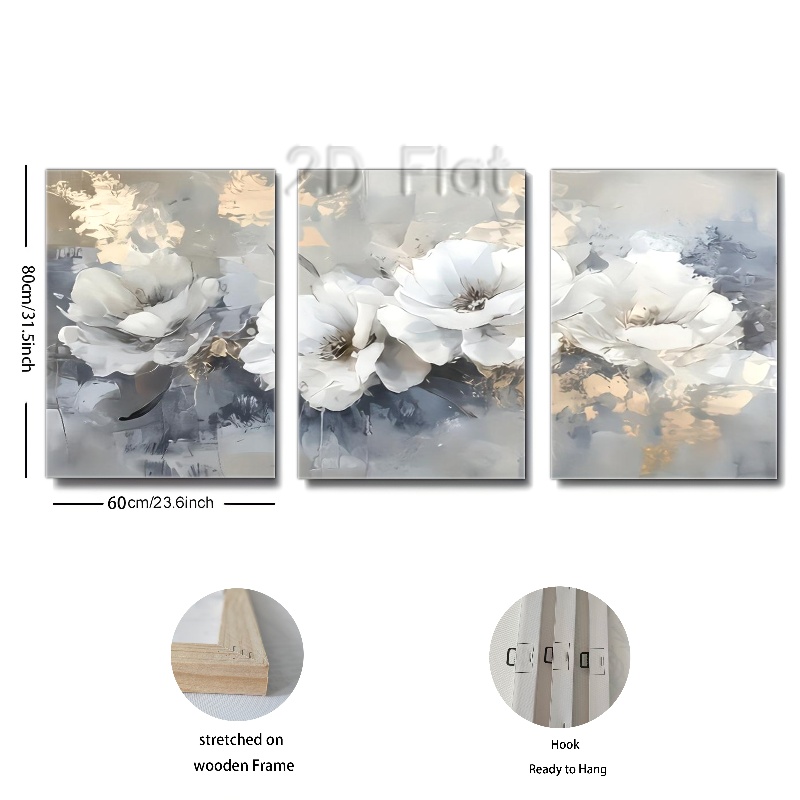 2D Flat
80cm/31.5inch
60cm/23.6inch
stretched on
wooden Frame
Hook
Ready to Hang